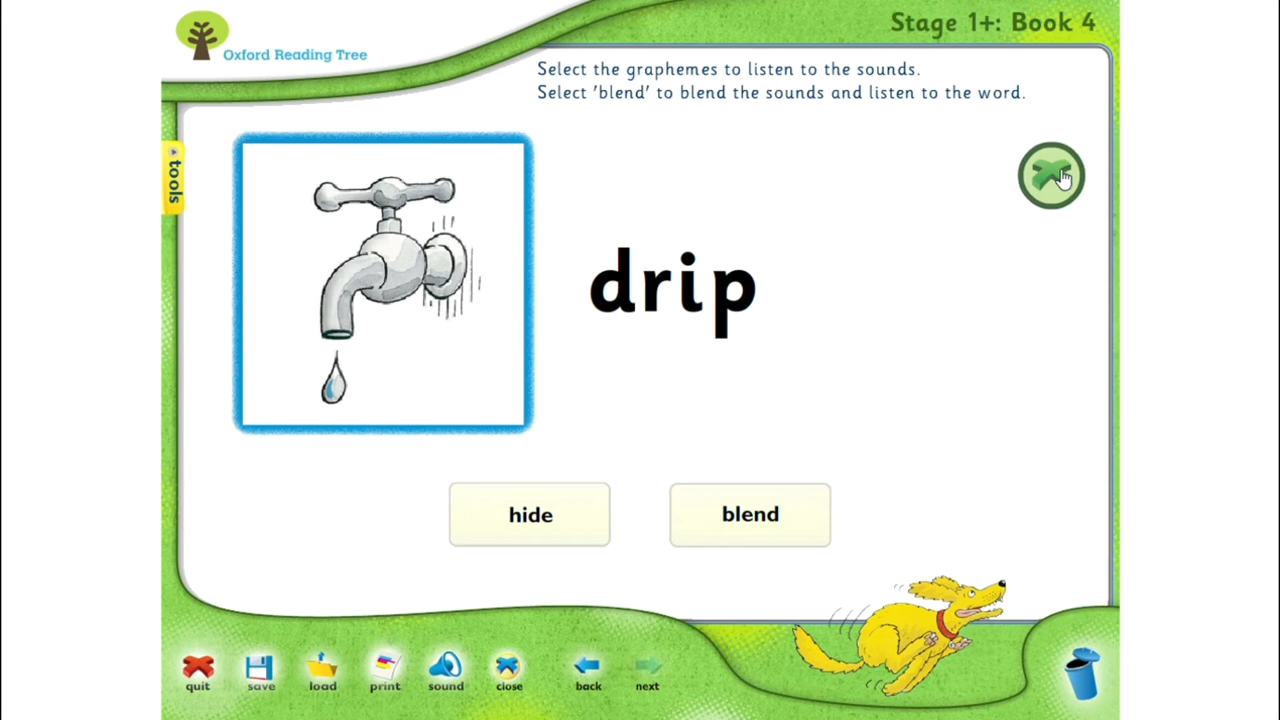 Stage 1+: Book 4
Oxford Reading Tree
Select the graphemes to listen to the sounds.
Select 'blend' to blend the sounds and listen to the word.
tools
drip
hide
blend
quit
save
load
print
sound
close
back
next